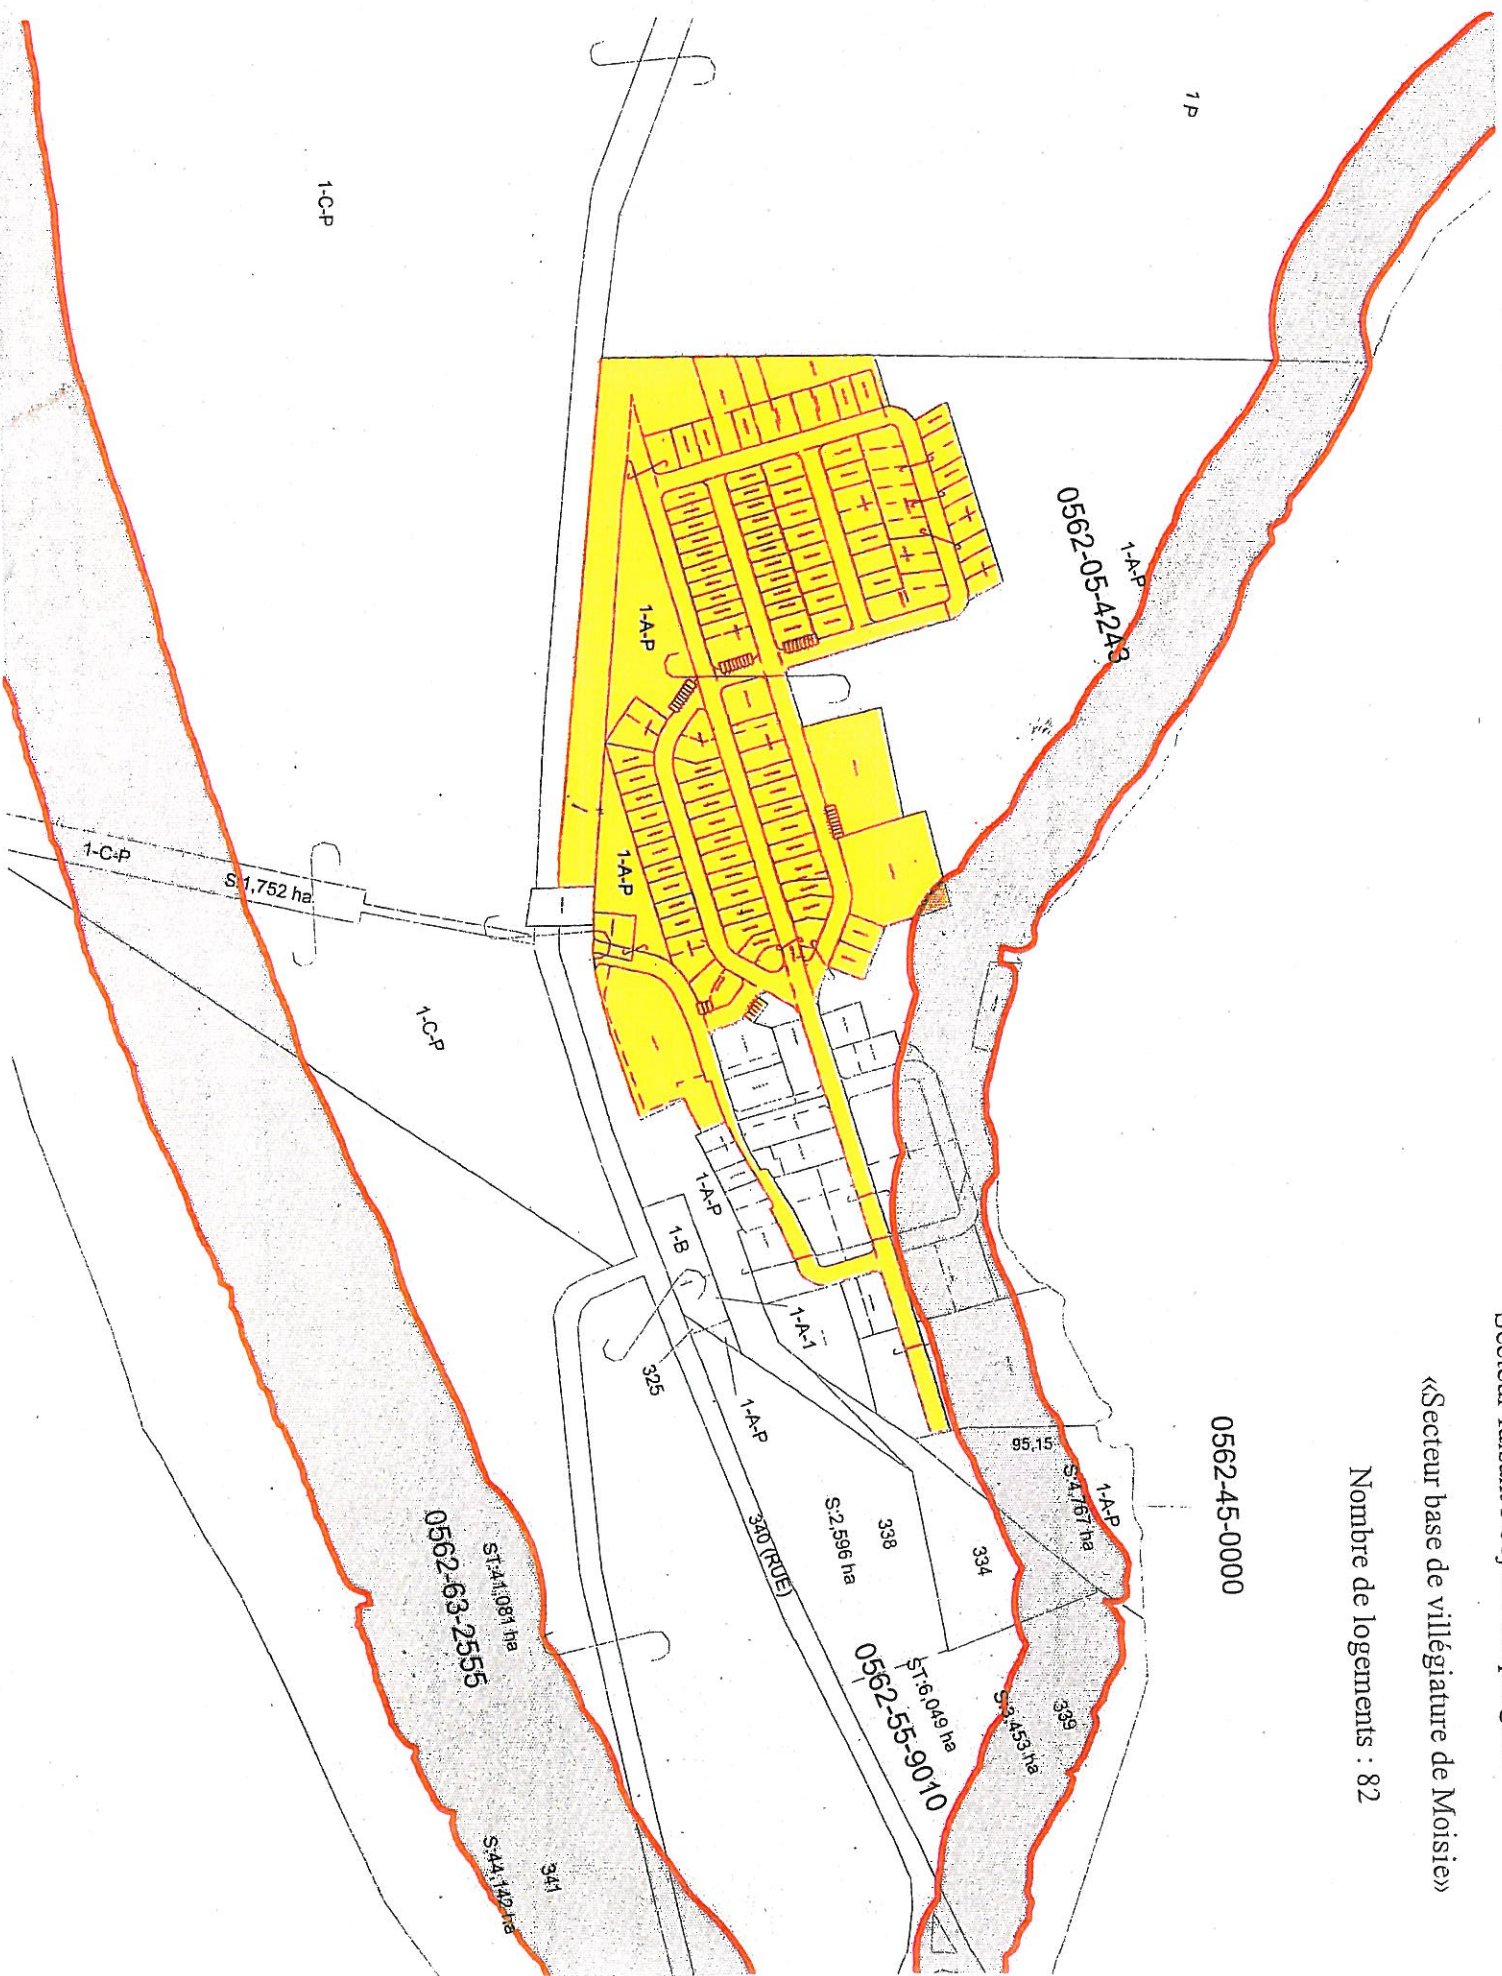 «Secteur base de villégiature de Moisie»
Nombre de logements : 82
0562-45-0000
1 P
1-A-P
0562-05-4243
1-C-P
1-A-P
1-A-P
1-C-P
S:1,752 ha
1-C-P
1-A-P
1-B
1-A-1
325
1-A-P
95,15
1-A-P
S:4,767 ha
334
338
S:2,596 ha
340 (RUE)
339
S:3,453 ha
ST:6,049 ha
0562-55-9010
ST:41,081 ha
0562-63-2555
341
S:44,142 ha